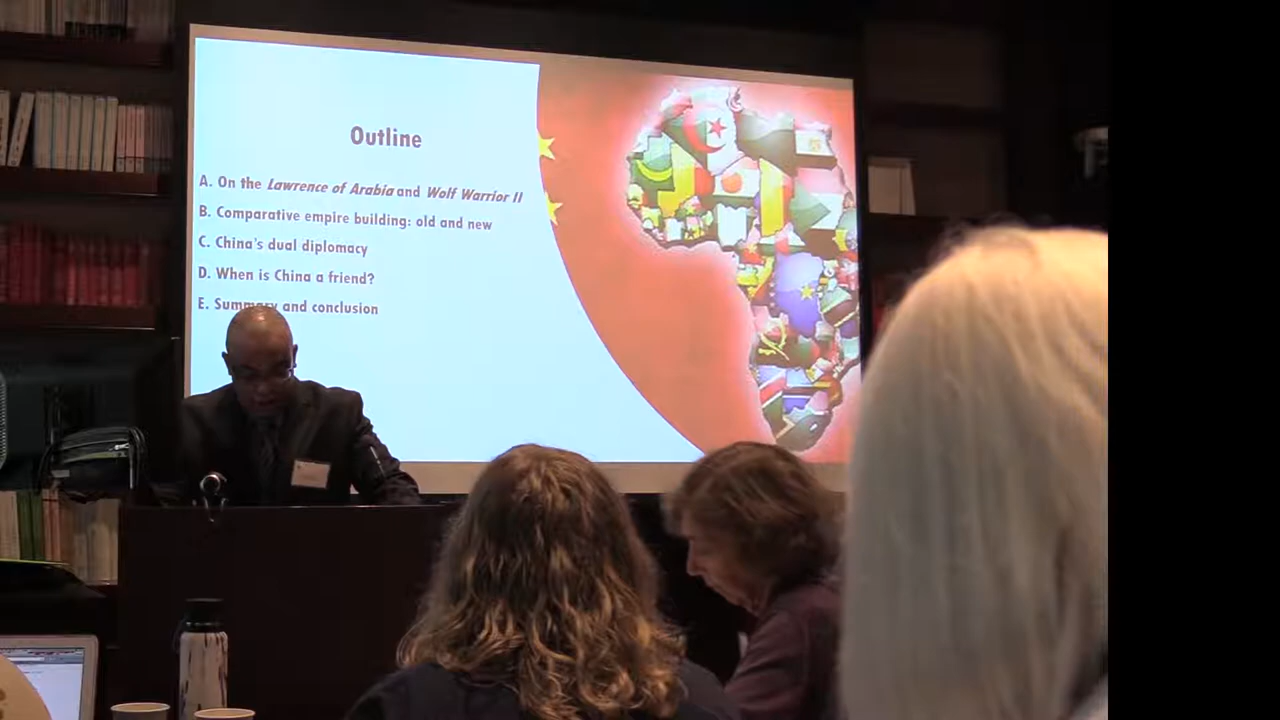 Outline
A. On the Lawrence of Arabia and Wolf Warrior II
B. Comparative empire building: old and new
C. China's dual diplomacy
D. When is China a friend?
E. Summary and conclusion